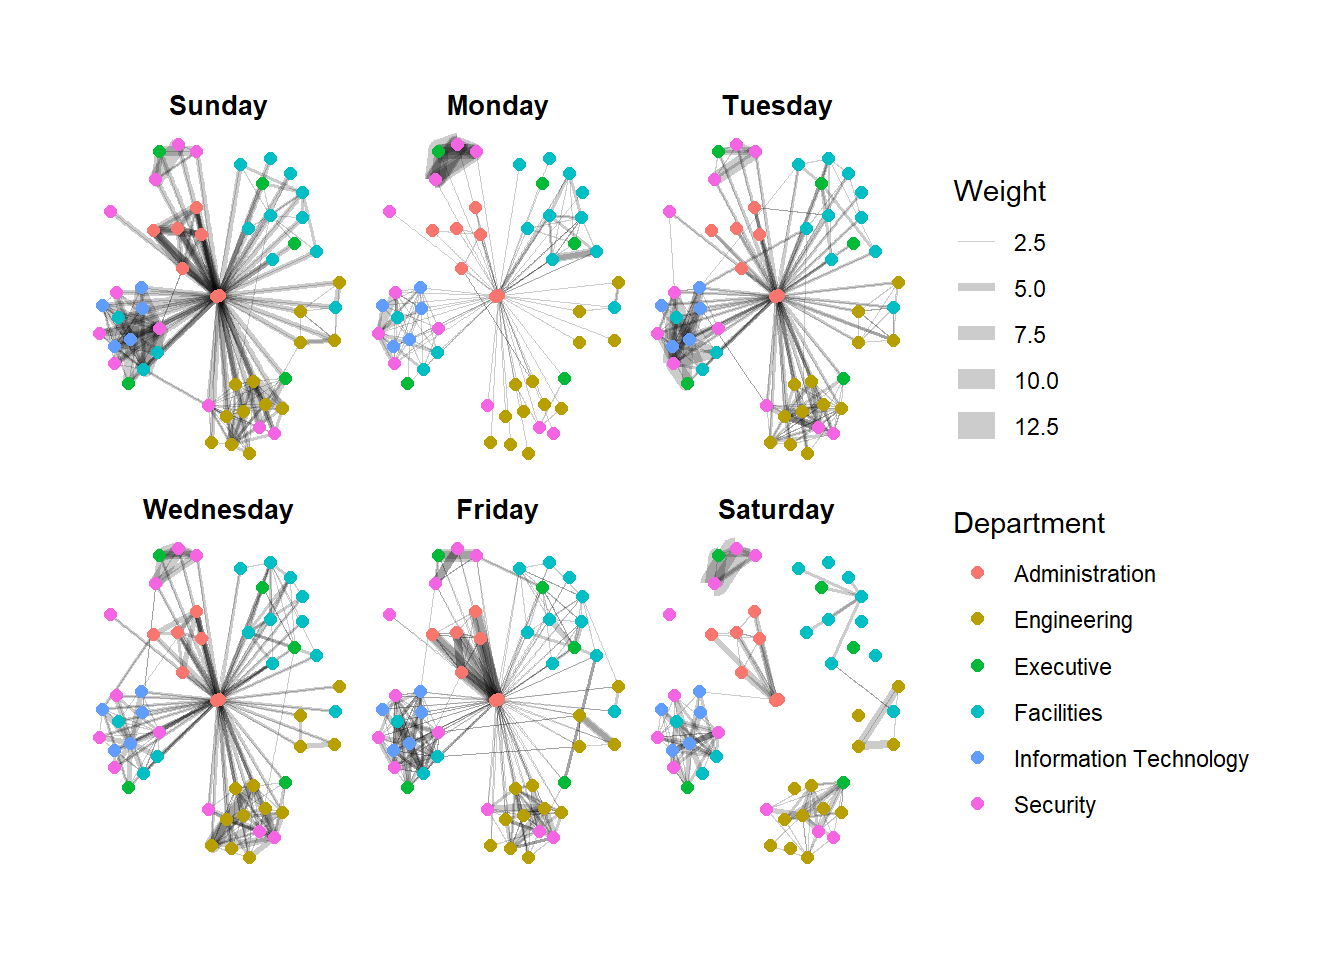 Sunday
Monday
Tuesday
Wednesday
Friday
Saturday
Weight
2.5
5.0
7.5
10.0
12.5
Department
Administration
Engineering
Executive
Facilities
Information Technology
Security